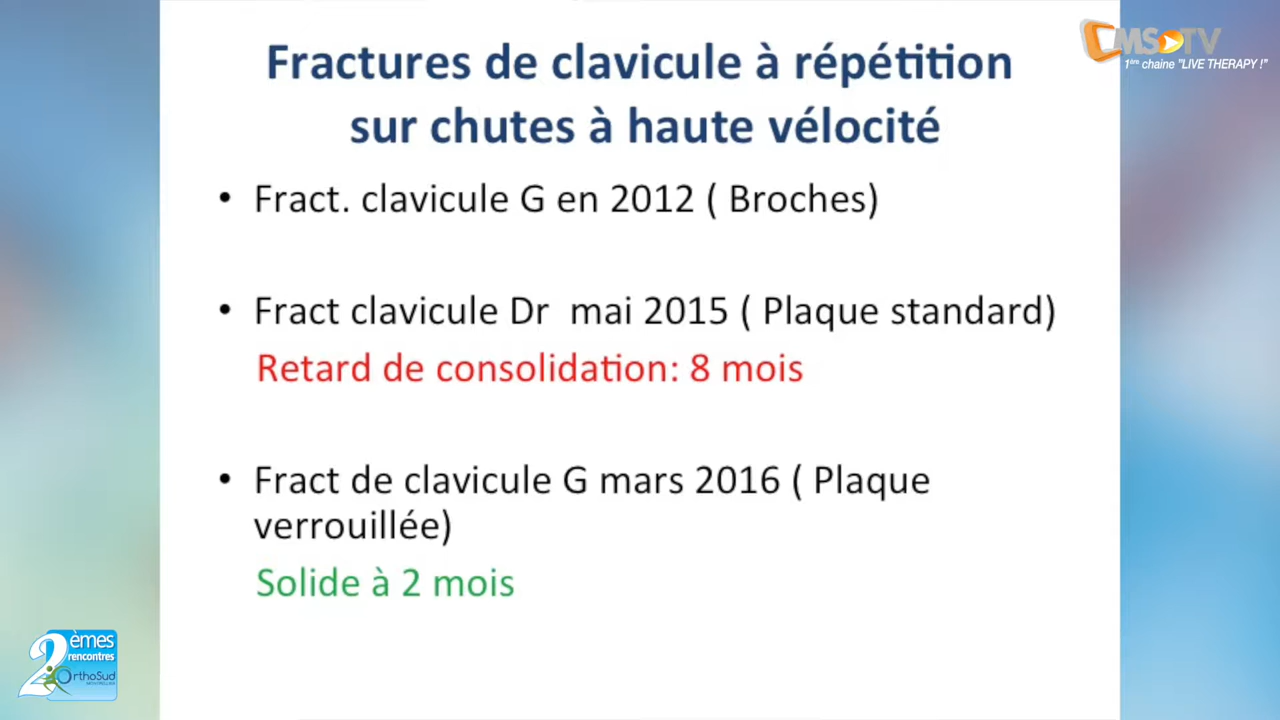 Fractures de clavicule à répétition
sur chutes à haute vélocité
MS TV
1ère chaine "LIVE THERAPY !"
• Fract. clavicule G en 2012 ( Broches)
• Fract clavicule Dr mai 2015 ( Plaque standard)
Retard de consolidation: 8 mois
• Fract de clavicule G mars 2016 ( Plaque
verrouillée)
Solide à 2 mois
2èmes
rencontres
OrthoSud